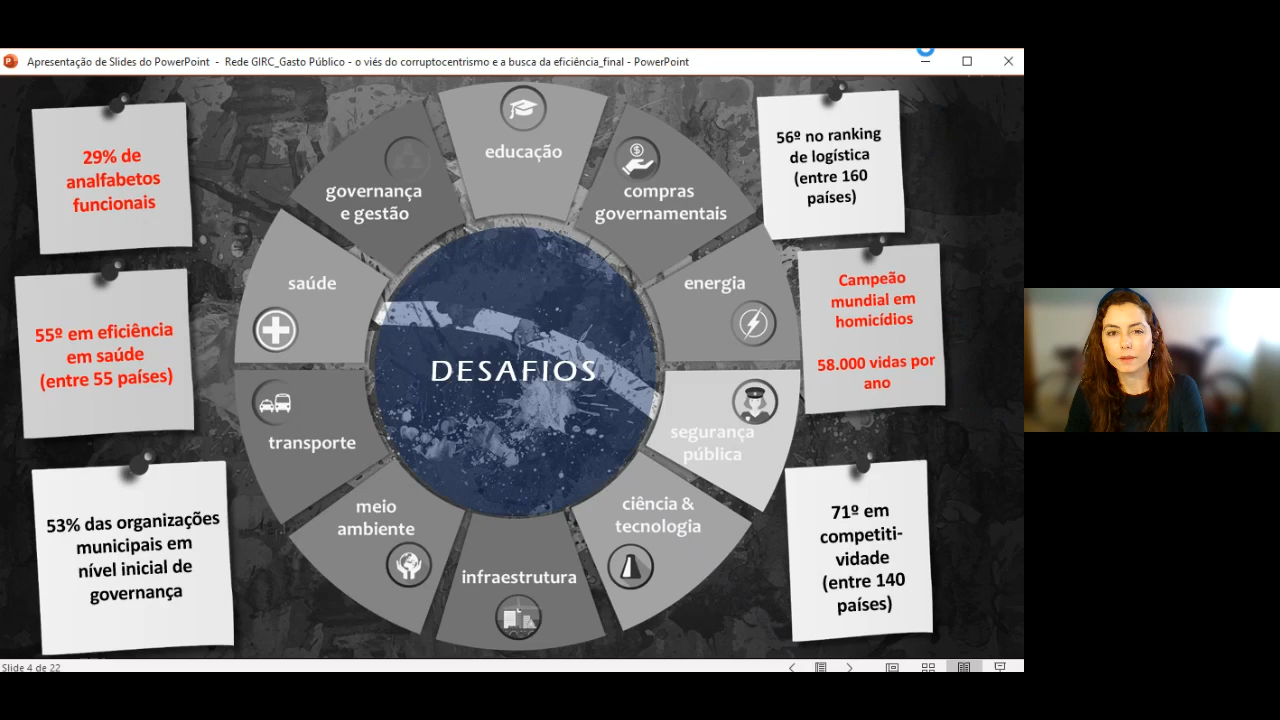 Apresentação de Slides do PowerPoint - Rede GIRC_Gasto Público - o viés do corruptocentrismo e a busca da eficiência_final - PowerPoint
29% de
analfabetos
funcionais
55º em eficiência
em saúde
(entre 55 países)
53% das organizações
municipais em
nível inicial de
governança
educação
compras
governamentais
energia
segurança
pública
ciência &
tecnologia
infraestrutura
meio
ambiente
transporte
saúde
governança
e gestão
DESAFIOS
56º no ranking
de logística
(entre 160
países)
Campeão
mundial em
homicídios
58.000 vidas por
ano
71º em
competiti-
vidade
(entre 140
países)
Slide 4 de 22